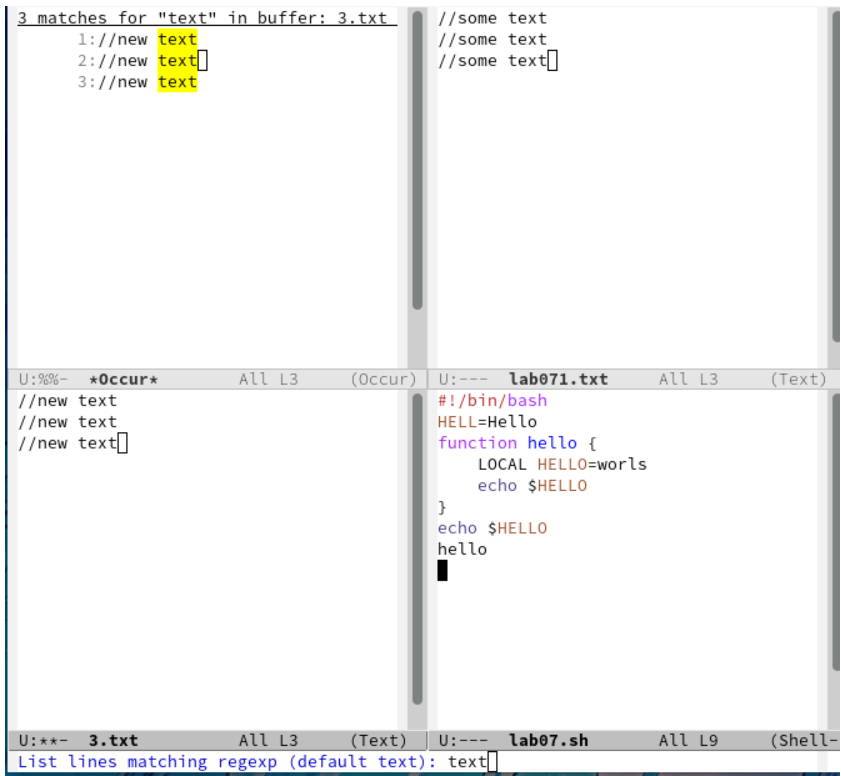 3 matches for "text" in buffer: 3.txt
1://new text
2://new text
3://new text
U:%%- *Occur* All L3 (Occur)
//some text
//some text
//some text
U:--- lab071.txt All L3 (Text)
//new text
//new text
//new text
U:**- 3.txt All L3 (Text)
#!/bin/bash
HELL=Hello
function hello {
    LOCAL HELLO=worls
    echo $HELLO
}
echo $HELLO
hello
U:--- lab07.sh All L9 (Shell-
List lines matching regexp (default text): text